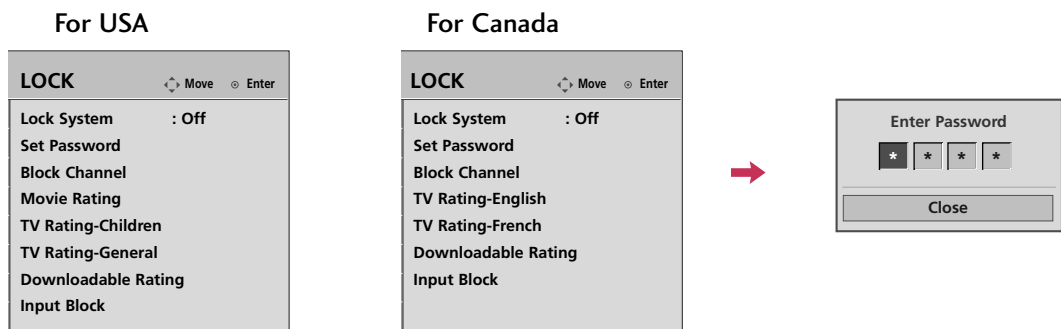 For USA
LOCK Move Enter
Lock System : Off
Set Password
Block Channel
Movie Rating
TV Rating-Children
TV Rating-General
Downloadable Rating
Input Block
For Canada
LOCK Move Enter
Lock System : Off
Set Password
Block Channel
TV Rating-English
TV Rating-French
Downloadable Rating
Input Block
Enter Password
* * * *
Close